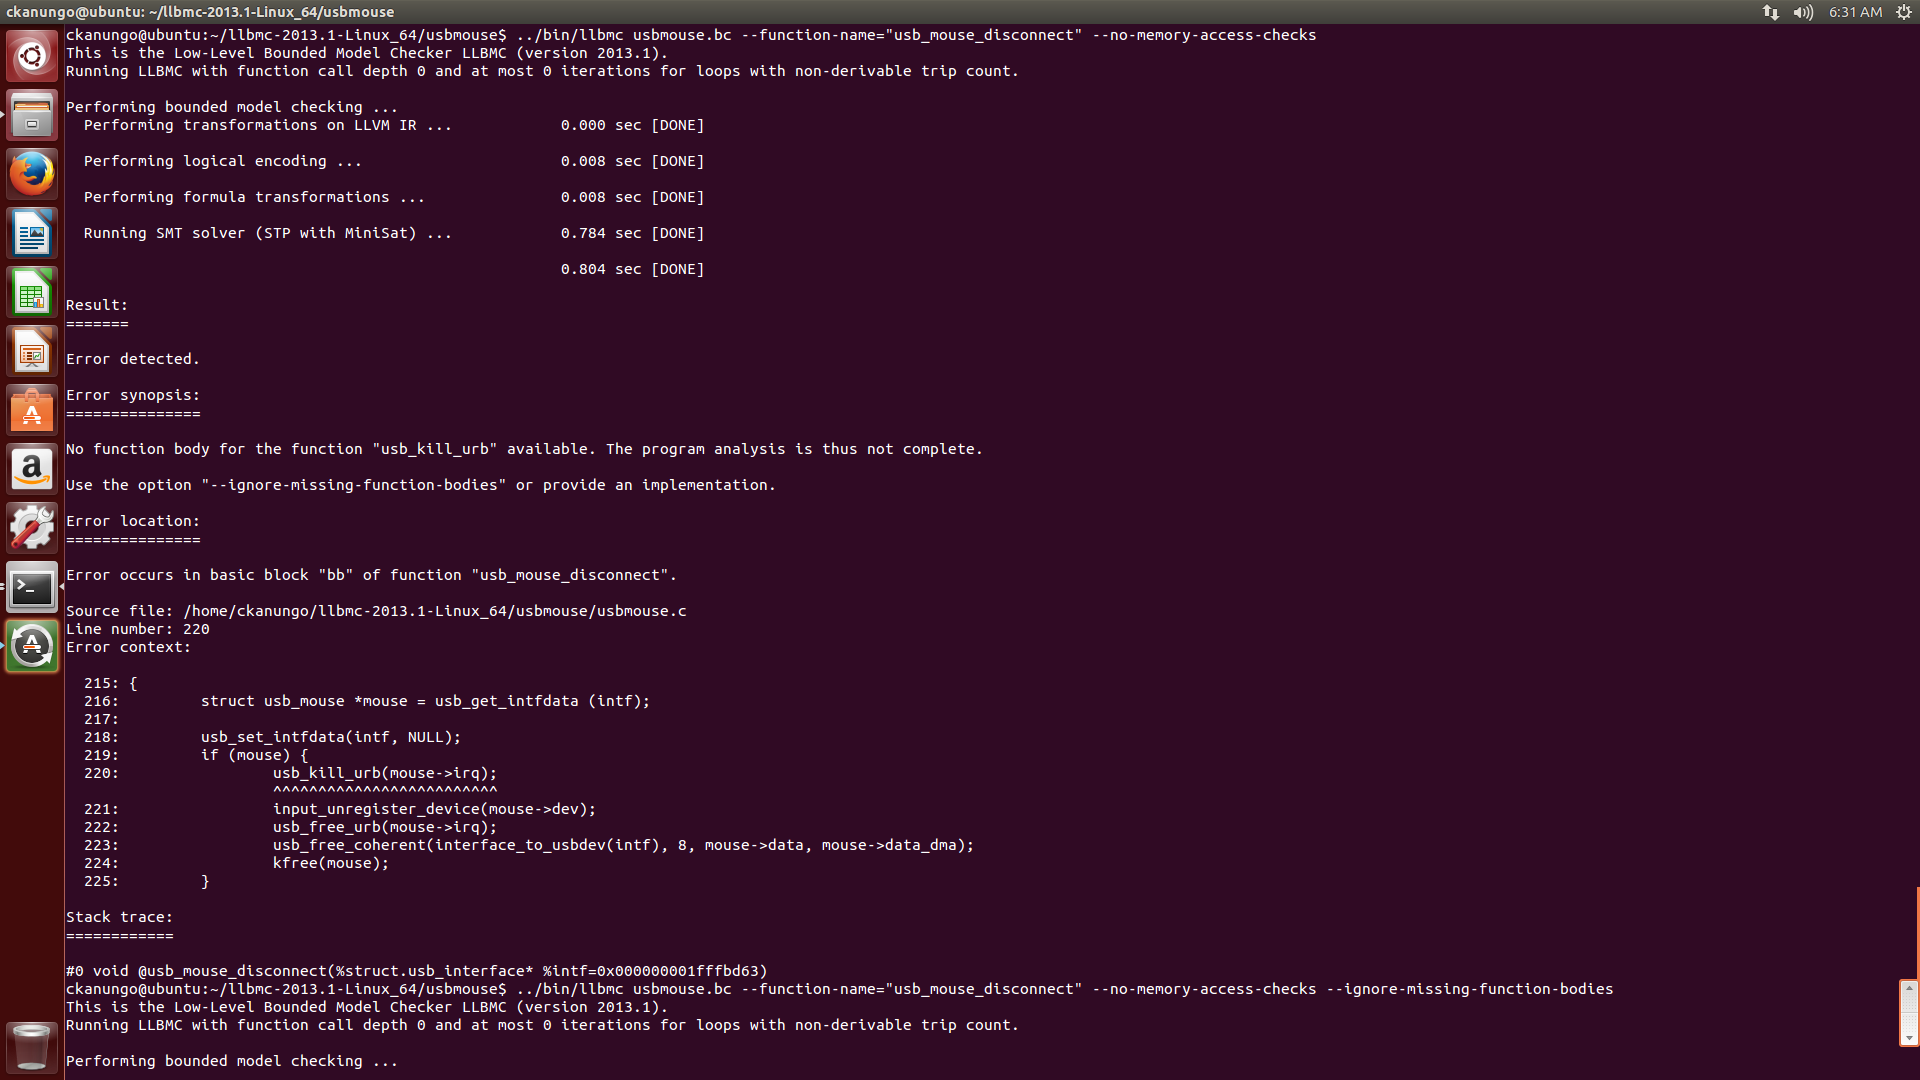 ckanungo@ubuntu: ~/llbmc-2013.1-Linux_64/usbmouse
6:31 AM
ckanungo@ubuntu:~/llbmc-2013.1-Linux_64/usbmouse$ ../bin/llbmc usbmouse.bc --function-name="usb_mouse_disconnect" --no-memory-access-checks
This is the Low-Level Bounded Model Checker LLBMC (version 2013.1).
Running LLBMC with function call depth 0 and at most 0 iterations for loops with non-derivable trip count.
Performing bounded model checking ...
Performing transformations on LLVM IR ... 0.000 sec [DONE]
Performing logical encoding ... 0.008 sec [DONE]
Performing formula transformations ... 0.008 sec [DONE]
Running SMT solver (STP with MiniSat) ... 0.784 sec [DONE]
0.804 sec [DONE]
Result:
=======
Error detected.
Error synopsis:
===============
No function body for the function "usb_kill_urb" available. The program analysis is thus not complete.
Use the option "--ignore-missing-function-bodies" or provide an implementation.
Error location:
===============
Error occurs in basic block "bb" of function "usb_mouse_disconnect".
Source file: /home/ckanungo/llbmc-2013.1-Linux_64/usbmouse/usbmouse.c
Line number: 220
Error context:
215: {
216: struct usb_mouse *mouse = usb_get_intfdata (intf);
217:
218: usb_set_intfdata(intf, NULL);
219: if (mouse) {
220: usb_kill_urb(mouse->irq);
^^^^^^^^^^^^^^^^^^^^^^^^^
221: input_unregister_device(mouse->dev);
222: usb_free_urb(mouse->irq);
223: usb_free_coherent(interface_to_usbdev(intf), 8, mouse->data, mouse->data_dma);
224: kfree(mouse);
225: }
Stack trace:
============
#0 void @usb_mouse_disconnect(%struct.usb_interface* %intf=0x000000001fffbd63)
ckanungo@ubuntu:~/llbmc-2013.1-Linux_64/usbmouse$ ../bin/llbmc usbmouse.bc --function-name="usb_mouse_disconnect" --no-memory-access-checks --ignore-missing-function-bodies
This is the Low-Level Bounded Model Checker LLBMC (version 2013.1).
Running LLBMC with function call depth 0 and at most 0 iterations for loops with non-derivable trip count.
Performing bounded model checking ...